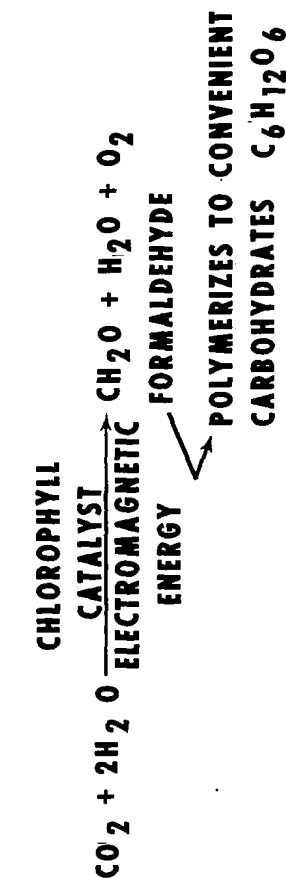 CHLOROPHYLL
CATALYST
CO2 + 2H2O → CH2O + H2O + O2
ELECTROMAGNETIC FORMALDEHYDE
ENERGY
POLYMERIZES TO CONVENIENT
CARBOHYDRATES C6H12O6